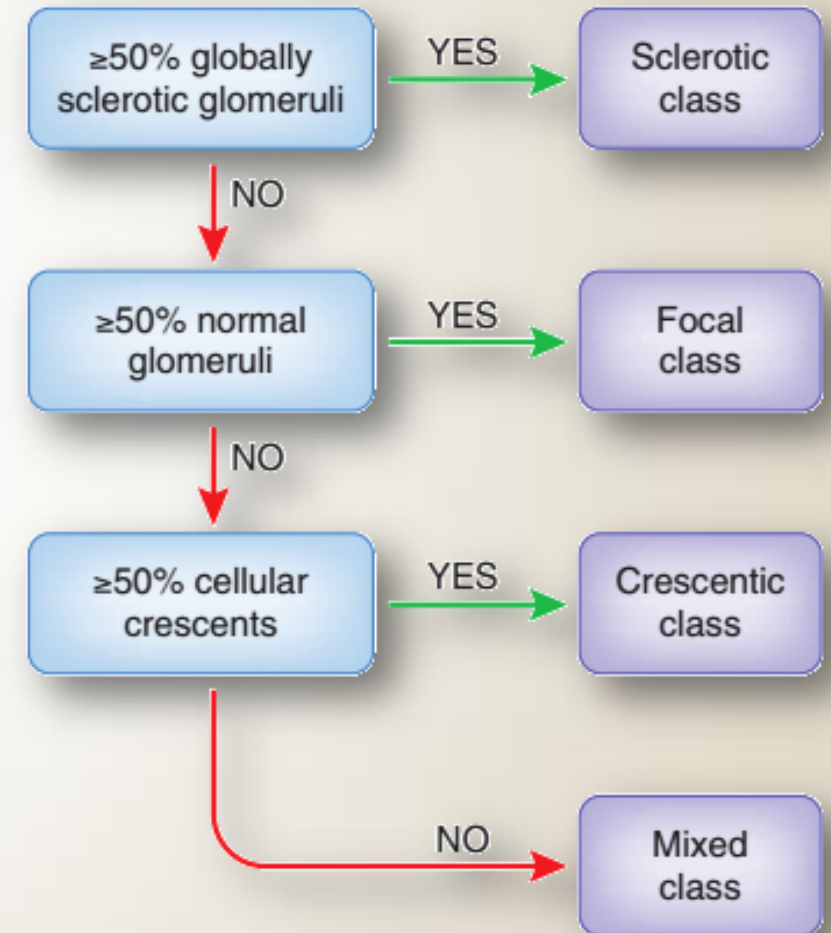 ≥50% globally
sclerotic glomeruli
YES
Sclerotic
class
NO
≥50% normal
glomeruli
YES
Focal
class
NO
≥50% cellular
crescents
YES
Crescentic
class
NO
Mixed
class